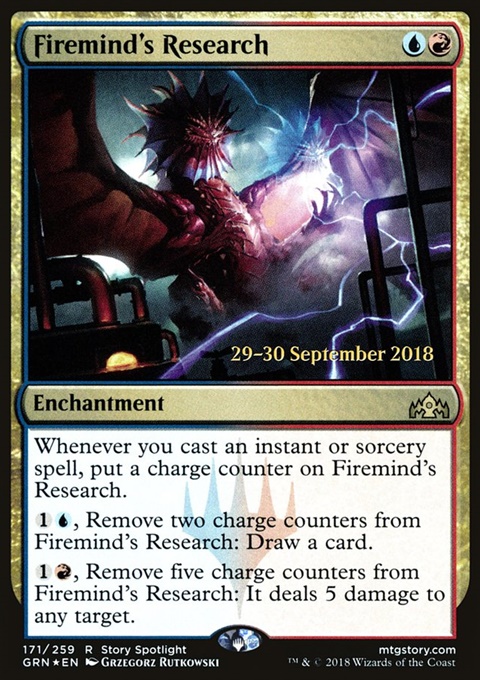 Firemind's Research
29–30 September 2018
Enchantment
Whenever you cast an instant or sorcery
spell, put a charge counter on Firemind's
Research.
1 , Remove two charge counters from
Firemind's Research: Draw a card.
1 , Remove five charge counters from
Firemind's Research: It deals 5 damage to
any target.
171/259 R Story Spotlight
mtgstory.com
GRN★EN Grzegorz Rutkowski
™ & © 2018 Wizards of the Coast